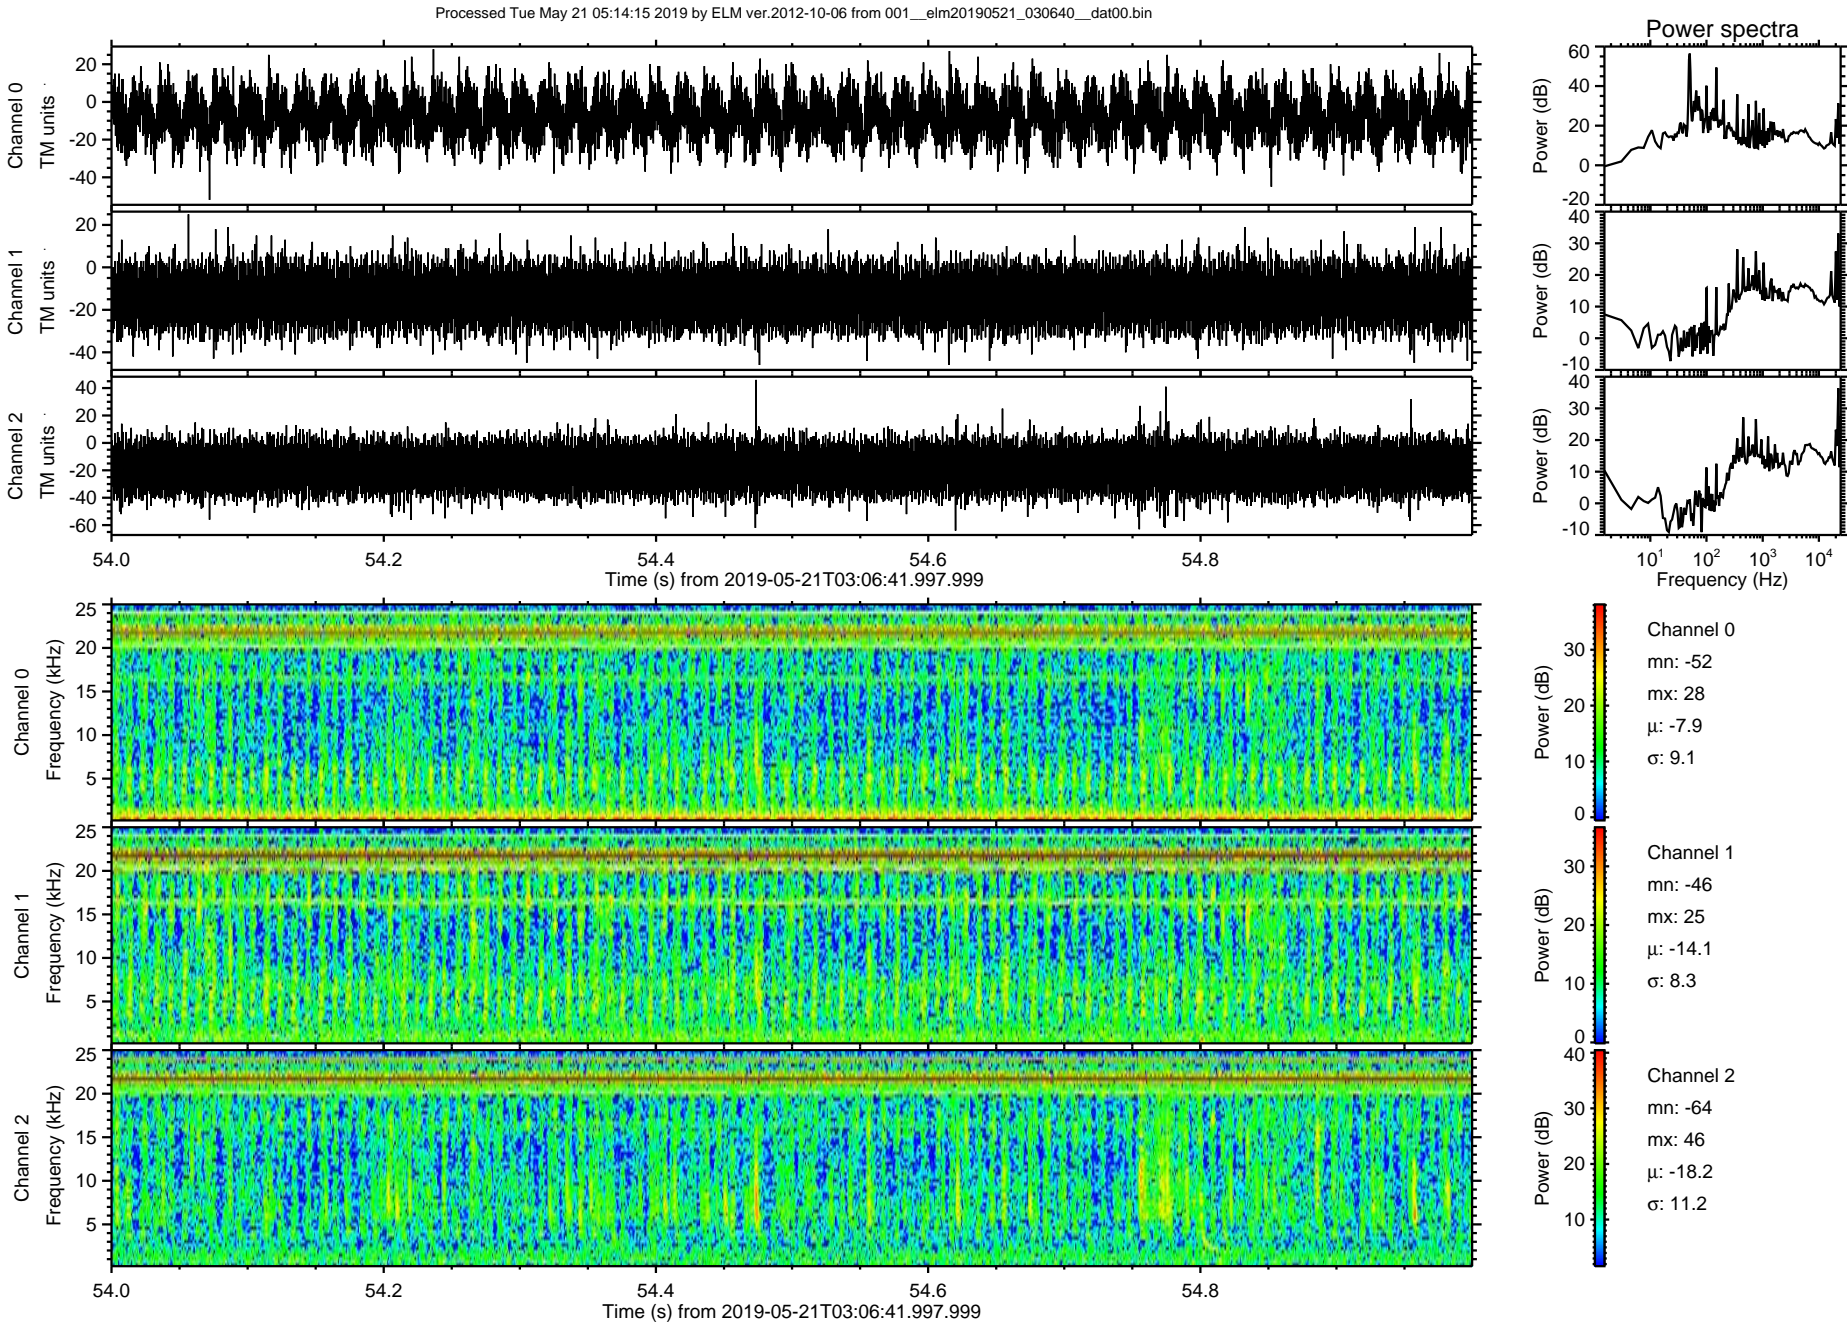 Processed Tue May 21 05:14:15 2019 by ELM ver.2012-10-06 from 001__elm20190521_030640__dat00.bin
Power spectra
Channel 0
TM units
20
0
-20
-40
Power (dB)
60
40
20
0
-20
Channel 1
TM units
20
0
-20
-40
Power (dB)
40
30
20
10
0
-10
Channel 2
TM units
40
20
0
-20
-40
-60
Power (dB)
40
30
20
10
0
-10
54.0 54.2 54.4 54.6 54.8
Time (s) from 2019-05-21T03:06:41.997.999
10^1 10^2 10^3 10^4
Frequency (Hz)
Channel 0
Frequency (kHz)
25
20
15
10
5
Power (dB)
30
20
10
0
Channel 0
mn: -52
mx: 28
μ: -7.9
σ: 9.1
Channel 1
Frequency (kHz)
25
20
15
10
5
Power (dB)
30
20
10
0
Channel 1
mn: -46
mx: 25
μ: -14.1
σ: 8.3
Channel 2
Frequency (kHz)
25
20
15
10
5
Power (dB)
40
30
20
10
Channel 2
mn: -64
mx: 46
μ: -18.2
σ: 11.2
54.0 54.2 54.4 54.6 54.8
Time (s) from 2019-05-21T03:06:41.997.999